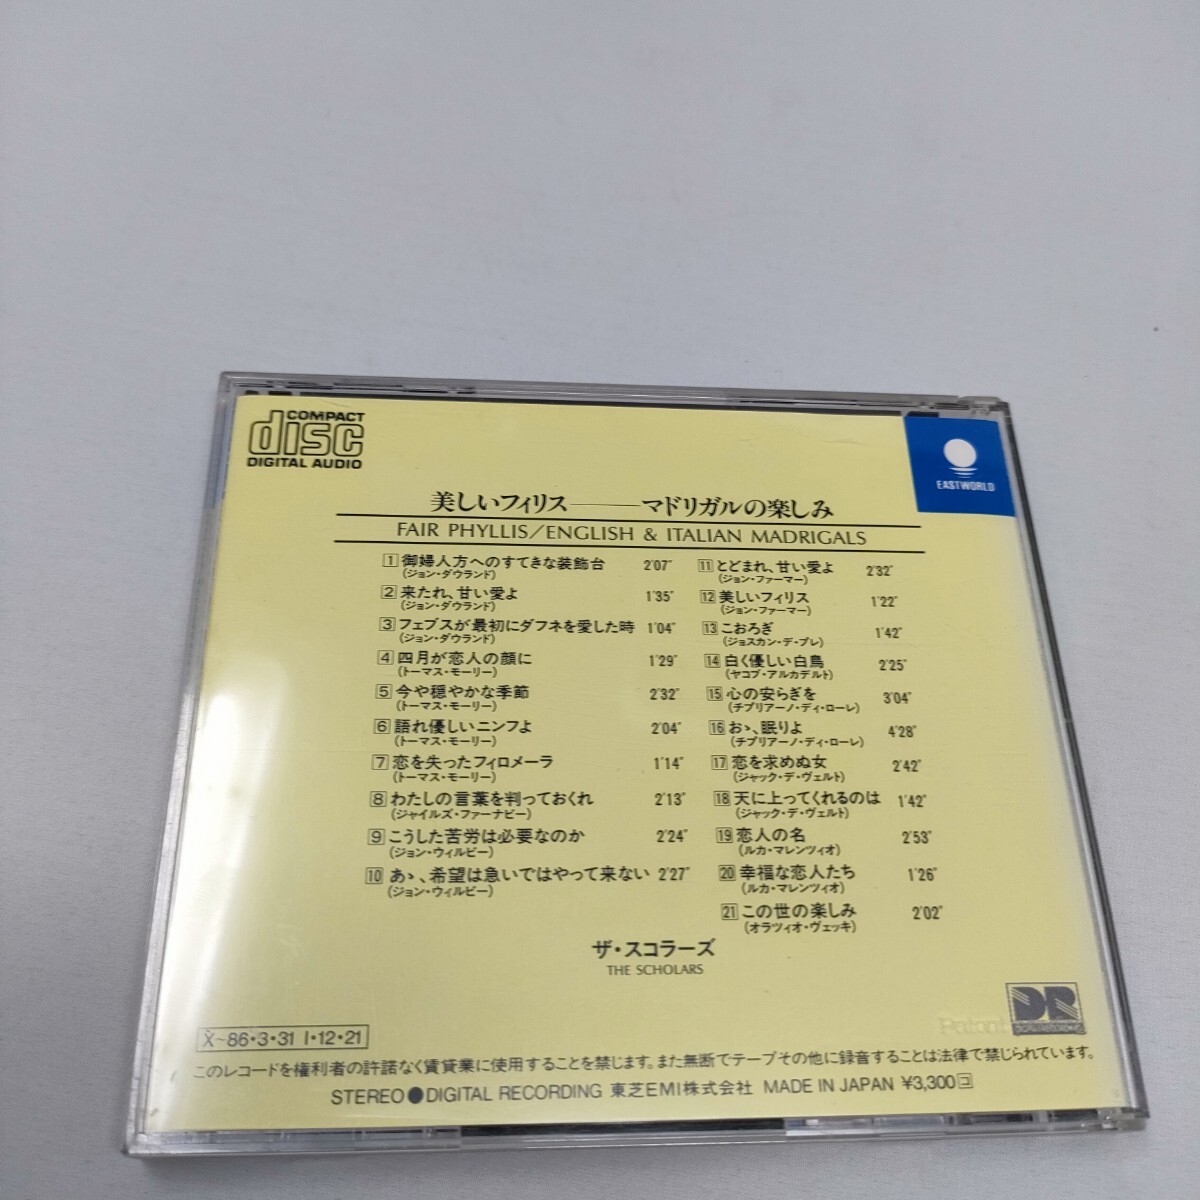 COMPACT
disc
DIGITAL AUDIO
EASTWORLD
美しいフィリス───マドリガルの楽しみ
FAIR PHYLLIS/ENGLISH & ITALIAN MADRIGALS
1 御婦人方へのすてきな装飾台 2'07"
(ジョン・ダウランド)
2 来たれ、甘い愛よ 1'35"
(ジョン・ダウランド)
3 フェブスが最初にダフネを愛した時 1'04"
(ジョン・ダウランド)
4 四月が恋人の顔に 1'29"
(トーマス・モーリー)
5 今や穏やかな季節 2'32"
(トーマス・モーリー)
6 語れ優しいニンフよ 2'04"
(トーマス・モーリー)
7 恋を失ったフィロメーラ 1'14"
(トーマス・モーリー)
8 わたしの言葉を判っておくれ 2'13"
(ジャイルズ・ファーナビー)
9 こうした苦労は必要なのか 2'24"
(ジョン・ウィルビー)
10 あゝ、希望は急いではやって来ない 2'27"
(ジョン・ウィルビー)
11 とどまれ、甘い愛よ 2'32"
(ジョン・ファーマー)
12 美しいフィリス 1'22"
(ジョン・ファーマー)
13 こおろぎ 1'42"
(ジョスカン・デ・プレ)
14 白く優しい白鳥 2'25"
(ヤコブ・アルカデルト)
15 心の安らぎを 3'04"
(チプリアーノ・ディ・ローレ)
16 おゝ、眠りよ 4'28"
(チプリアーノ・ディ・ローレ)
17 恋を求めぬ女 2'42"
(ジャック・デ・ヴェルト)
18 天に上ってくれるのは 1'42"
(ジャック・デ・ヴェルト)
19 恋人の名 2'53"
(ルカ・マレンツィオ)
20 幸福な恋人たち 1'26"
(ルカ・マレンツィオ)
21 この世の楽しみ 2'02"
(オラツィオ・ヴェッキ)
ザ・スコラーズ
THE SCHOLARS
DR
X~86・3・31 I・12・21
このレコードを権利者の許諾なく賃貸業に使用することを禁じます。また無断でテープその他に録音することは法律で禁じられています。
STEREO●DIGITAL RECORDING 東芝EMI株式会社 MADE IN JAPAN ¥3,300 コ